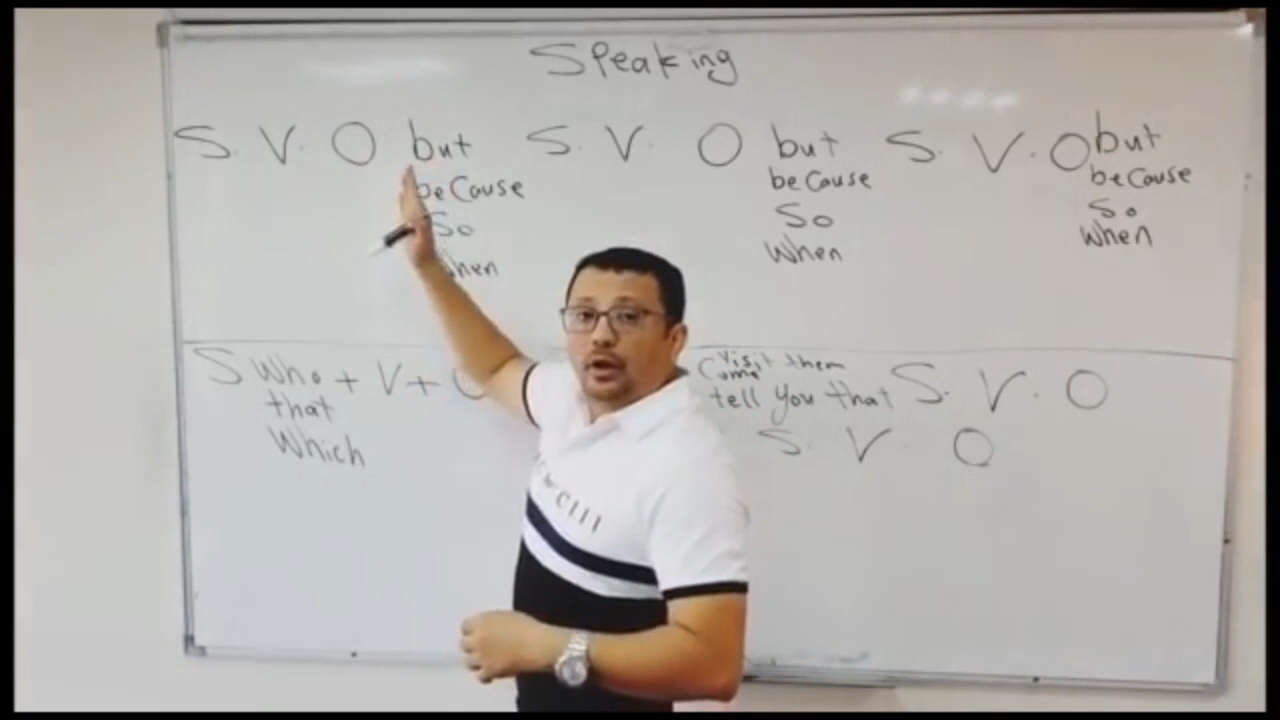 Speaking
S. V. O but S. V. O but S. V. O but
because because because
So So So
When When When
S Who + V +
that
Which
Visit them
Come
tell You that S. V. O
S. V. O